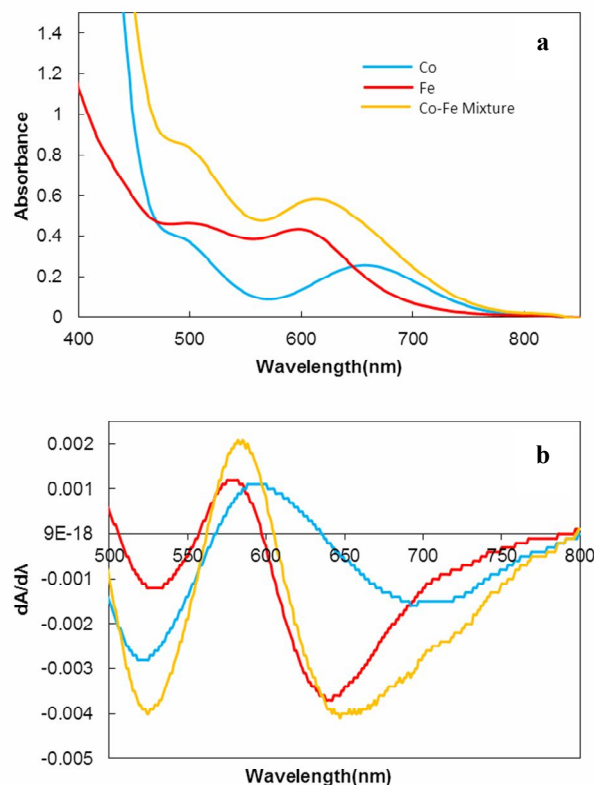 a
1.4
1.2
1
0.8
0.6
0.4
0.2
0
Absorbance
Co
Fe
Co-Fe Mixture
400 500 600 700 800
Wavelength(nm)
b
0.002
0.001
9E-18
-0.001
-0.002
-0.003
-0.004
-0.005
dA/dλ
500 550 600 650 700 750 800
Wavelength(nm)